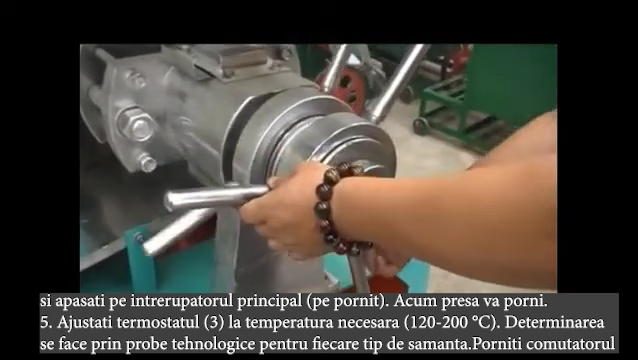 si apasati pe intrerupatorul principal (pe pornit). Acum presa va porni.
5. Ajustati termostatul (3) la temperatura necesara (120-200 °C). Determinarea
se face prin probe tehnologice pentru fiecare tip de samanta.Porniti comutatorul